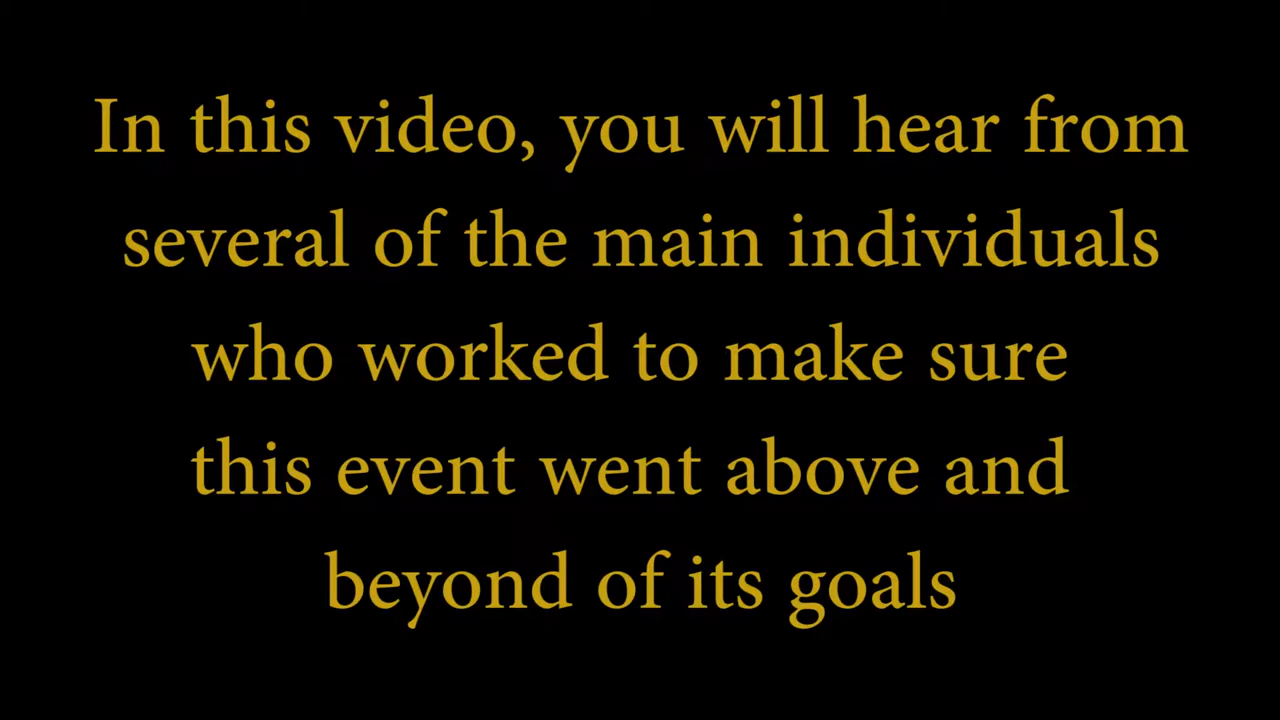 In this video, you will hear from
several of the main individuals
who worked to make sure
this event went above and
beyond of its goals